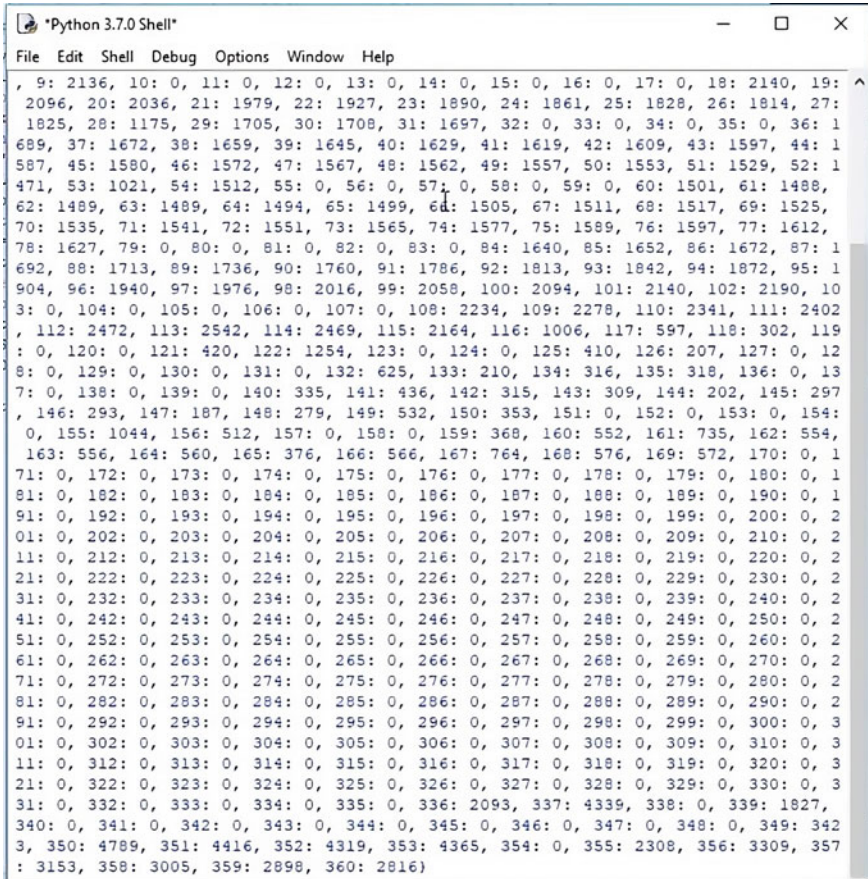 *Python 3.7.0 Shell*
File Edit Shell Debug Options Window Help
, 9: 2136, 10: 0, 11: 0, 12: 0, 13: 0, 14: 0, 15: 0, 16: 0, 17: 0, 18: 2140, 19:
2096, 20: 2036, 21: 1979, 22: 1927, 23: 1890, 24: 1861, 25: 1828, 26: 1814, 27:
1825, 28: 1175, 29: 1705, 30: 1708, 31: 1697, 32: 0, 33: 0, 34: 0, 35: 0, 36: 1
689, 37: 1672, 38: 1659, 39: 1645, 40: 1629, 41: 1619, 42: 1609, 43: 1597, 44: 1
587, 45: 1580, 46: 1572, 47: 1567, 48: 1562, 49: 1557, 50: 1553, 51: 1529, 52: 1
471, 53: 1021, 54: 1512, 55: 0, 56: 0, 57: 0, 58: 0, 59: 0, 60: 1501, 61: 1488,
62: 1489, 63: 1489, 64: 1494, 65: 1499, 66: 1505, 67: 1511, 68: 1517, 69: 1525,
70: 1535, 71: 1541, 72: 1551, 73: 1565, 74: 1577, 75: 1589, 76: 1597, 77: 1612,
78: 1627, 79: 0, 80: 0, 81: 0, 82: 0, 83: 0, 84: 1640, 85: 1652, 86: 1672, 87: 1
692, 88: 1713, 89: 1736, 90: 1760, 91: 1786, 92: 1813, 93: 1842, 94: 1872, 95: 1
904, 96: 1940, 97: 1976, 98: 2016, 99: 2058, 100: 2094, 101: 2140, 102: 2190, 10
3: 0, 104: 0, 105: 0, 106: 0, 107: 0, 108: 2234, 109: 2278, 110: 2341, 111: 2402
, 112: 2472, 113: 2542, 114: 2469, 115: 2164, 116: 1006, 117: 597, 118: 302, 119
: 0, 120: 0, 121: 420, 122: 1254, 123: 0, 124: 0, 125: 410, 126: 207, 127: 0, 12
8: 0, 129: 0, 130: 0, 131: 0, 132: 625, 133: 210, 134: 316, 135: 318, 136: 0, 13
7: 0, 138: 0, 139: 0, 140: 335, 141: 436, 142: 315, 143: 309, 144: 202, 145: 297
, 146: 293, 147: 187, 148: 279, 149: 532, 150: 353, 151: 0, 152: 0, 153: 0, 154:
0, 155: 1044, 156: 512, 157: 0, 158: 0, 159: 368, 160: 552, 161: 735, 162: 554,
163: 556, 164: 560, 165: 376, 166: 566, 167: 764, 168: 576, 169: 572, 170: 0, 1
71: 0, 172: 0, 173: 0, 174: 0, 175: 0, 176: 0, 177: 0, 178: 0, 179: 0, 180: 0, 1
81: 0, 182: 0, 183: 0, 184: 0, 185: 0, 186: 0, 187: 0, 188: 0, 189: 0, 190: 0, 1
91: 0, 192: 0, 193: 0, 194: 0, 195: 0, 196: 0, 197: 0, 198: 0, 199: 0, 200: 0, 2
01: 0, 202: 0, 203: 0, 204: 0, 205: 0, 206: 0, 207: 0, 208: 0, 209: 0, 210: 0, 2
11: 0, 212: 0, 213: 0, 214: 0, 215: 0, 216: 0, 217: 0, 218: 0, 219: 0, 220: 0, 2
21: 0, 222: 0, 223: 0, 224: 0, 225: 0, 226: 0, 227: 0, 228: 0, 229: 0, 230: 0, 2
31: 0, 232: 0, 233: 0, 234: 0, 235: 0, 236: 0, 237: 0, 238: 0, 239: 0, 240: 0, 2
41: 0, 242: 0, 243: 0, 244: 0, 245: 0, 246: 0, 247: 0, 248: 0, 249: 0, 250: 0, 2
51: 0, 252: 0, 253: 0, 254: 0, 255: 0, 256: 0, 257: 0, 258: 0, 259: 0, 260: 0, 2
61: 0, 262: 0, 263: 0, 264: 0, 265: 0, 266: 0, 267: 0, 268: 0, 269: 0, 270: 0, 2
71: 0, 272: 0, 273: 0, 274: 0, 275: 0, 276: 0, 277: 0, 278: 0, 279: 0, 280: 0, 2
81: 0, 282: 0, 283: 0, 284: 0, 285: 0, 286: 0, 287: 0, 288: 0, 289: 0, 290: 0, 2
91: 0, 292: 0, 293: 0, 294: 0, 295: 0, 296: 0, 297: 0, 298: 0, 299: 0, 300: 0, 3
01: 0, 302: 0, 303: 0, 304: 0, 305: 0, 306: 0, 307: 0, 308: 0, 309: 0, 310: 0, 3
11: 0, 312: 0, 313: 0, 314: 0, 315: 0, 316: 0, 317: 0, 318: 0, 319: 0, 320: 0, 3
21: 0, 322: 0, 323: 0, 324: 0, 325: 0, 326: 0, 327: 0, 328: 0, 329: 0, 330: 0, 3
31: 0, 332: 0, 333: 0, 334: 0, 335: 0, 336: 2093, 337: 4339, 338: 0, 339: 1827,
340: 0, 341: 0, 342: 0, 343: 0, 344: 0, 345: 0, 346: 0, 347: 0, 348: 0, 349: 342
3, 350: 4789, 351: 4416, 352: 4319, 353: 4365, 354: 0, 355: 2308, 356: 3309, 357
: 3153, 358: 3005, 359: 2898, 360: 2816}